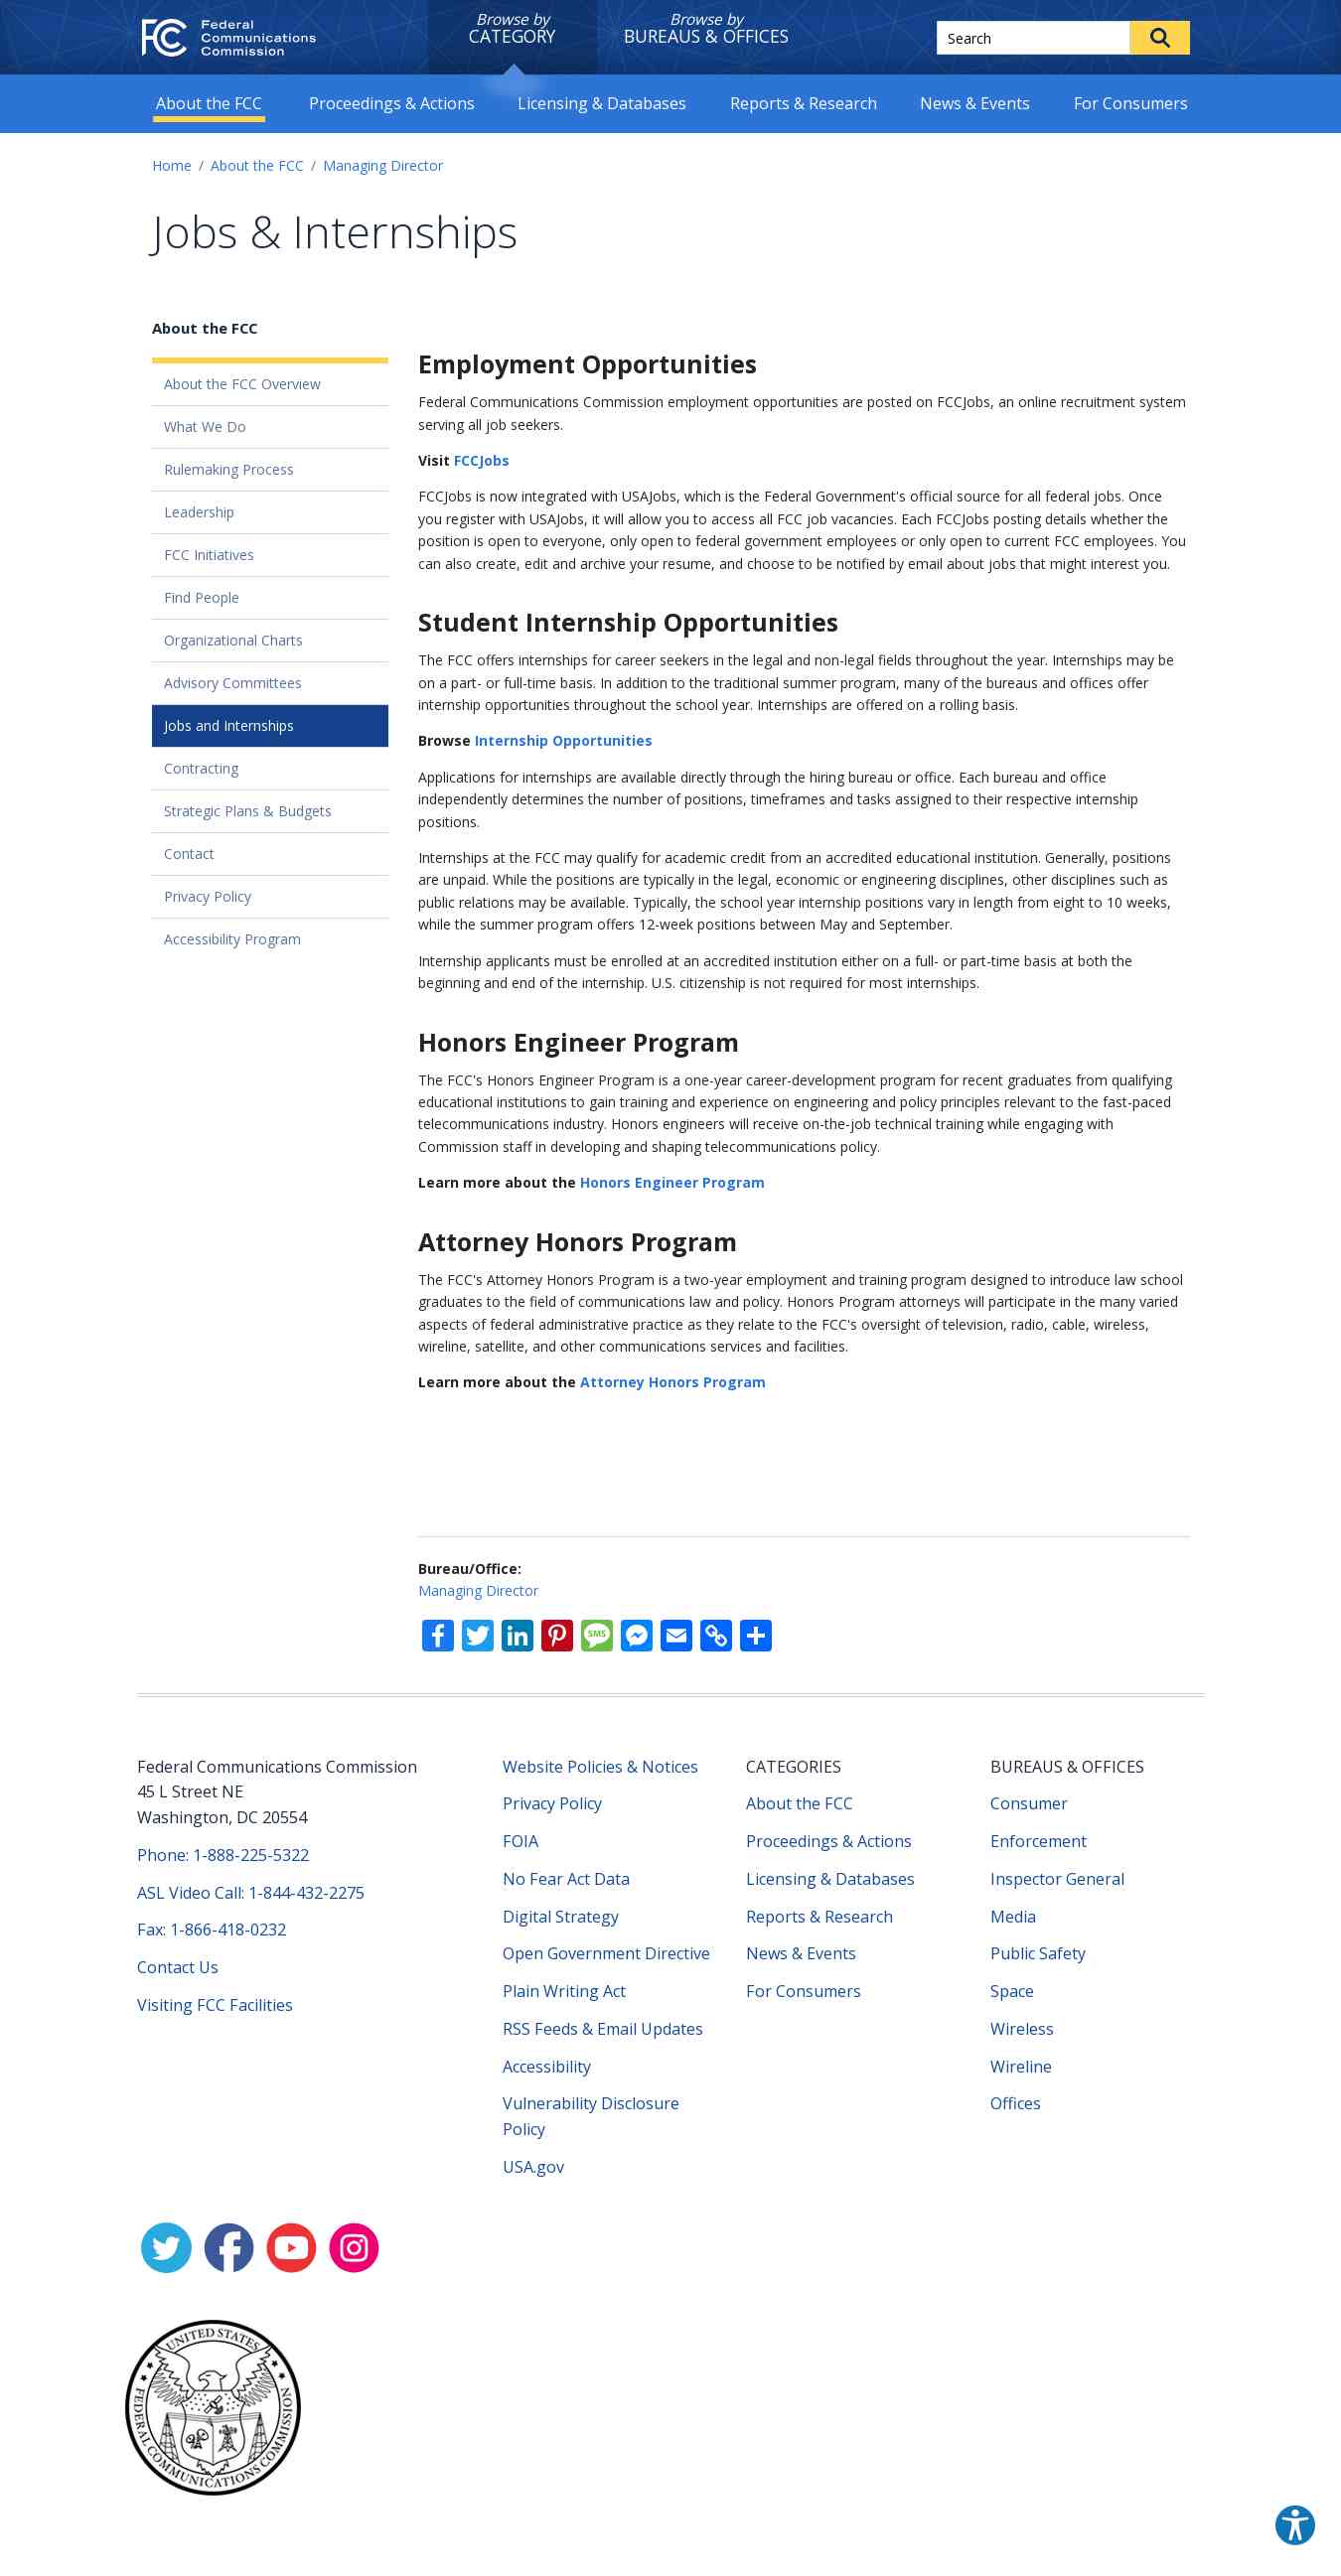 Federal
Communications
Commission
Browse by
CATEGORY
Browse by
BUREAUS & OFFICES
Search
About the FCC
Proceedings & Actions
Licensing & Databases
Reports & Research
News & Events
For Consumers
Home / About the FCC / Managing Director
Jobs & Internships
About the FCC
About the FCC Overview
What We Do
Rulemaking Process
Leadership
FCC Initiatives
Find People
Organizational Charts
Advisory Committees
Jobs and Internships
Contracting
Strategic Plans & Budgets
Contact
Privacy Policy
Accessibility Program
Employment Opportunities
Federal Communications Commission employment opportunities are posted on FCCJobs, an online recruitment system
serving all job seekers.
Visit FCCJobs
FCCJobs is now integrated with USAJobs, which is the Federal Government's official source for all federal jobs. Once
you register with USAJobs, it will allow you to access all FCC job vacancies. Each FCCJobs posting details whether the
position is open to everyone, only open to federal government employees or only open to current FCC employees. You
can also create, edit and archive your resume, and choose to be notified by email about jobs that might interest you.
Student Internship Opportunities
The FCC offers internships for career seekers in the legal and non-legal fields throughout the year. Internships may be
on a part- or full-time basis. In addition to the traditional summer program, many of the bureaus and offices offer
internship opportunities throughout the school year. Internships are offered on a rolling basis.
Browse Internship Opportunities
Applications for internships are available directly through the hiring bureau or office. Each bureau and office
independently determines the number of positions, timeframes and tasks assigned to their respective internship
positions.
Internships at the FCC may qualify for academic credit from an accredited educational institution. Generally, positions
are unpaid. While the positions are typically in the legal, economic or engineering disciplines, other disciplines such as
public relations may be available. Typically, the school year internship positions vary in length from eight to 10 weeks,
while the summer program offers 12-week positions between May and September.
Internship applicants must be enrolled at an accredited institution either on a full- or part-time basis at both the
beginning and end of the internship. U.S. citizenship is not required for most internships.
Honors Engineer Program
The FCC's Honors Engineer Program is a one-year career-development program for recent graduates from qualifying
educational institutions to gain training and experience on engineering and policy principles relevant to the fast-paced
telecommunications industry. Honors engineers will receive on-the-job technical training while engaging with
Commission staff in developing and shaping telecommunications policy.
Learn more about the Honors Engineer Program
Attorney Honors Program
The FCC's Attorney Honors Program is a two-year employment and training program designed to introduce law school
graduates to the field of communications law and policy. Honors Program attorneys will participate in the many varied
aspects of federal administrative practice as they relate to the FCC's oversight of television, radio, cable, wireless,
wireline, satellite, and other communications services and facilities.
Learn more about the Attorney Honors Program
Bureau/Office:
Managing Director
SMS
Federal Communications Commission
45 L Street NE
Washington, DC 20554
Phone: 1-888-225-5322
ASL Video Call: 1-844-432-2275
Fax: 1-866-418-0232
Contact Us
Visiting FCC Facilities
Website Policies & Notices
Privacy Policy
FOIA
No Fear Act Data
Digital Strategy
Open Government Directive
Plain Writing Act
RSS Feeds & Email Updates
Accessibility
Vulnerability Disclosure
Policy
USA.gov
CATEGORIES
About the FCC
Proceedings & Actions
Licensing & Databases
Reports & Research
News & Events
For Consumers
BUREAUS & OFFICES
Consumer
Enforcement
Inspector General
Media
Public Safety
Space
Wireless
Wireline
Offices
UNITED STATES
FEDERAL COMMUNICATIONS COMMISSION